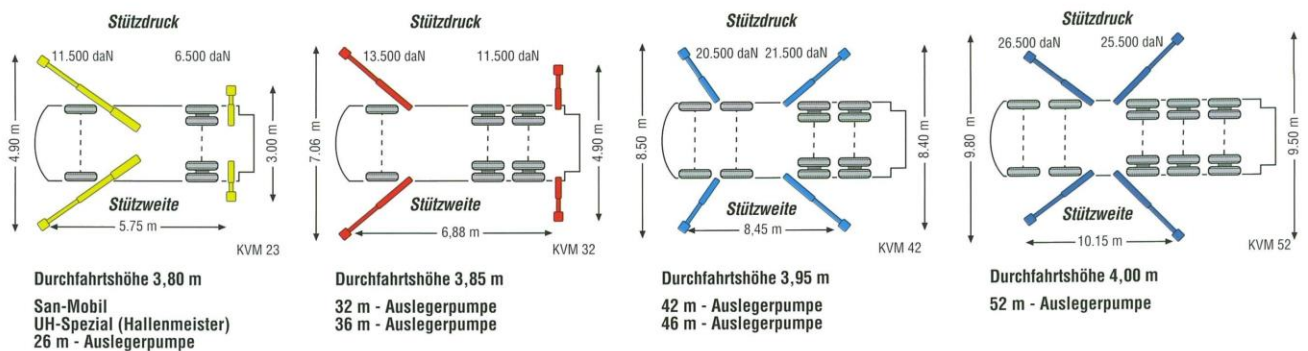 Stützdruck
11.500 daN
6.500 daN
4.90 m
3.00 m
Stützweite
5.75 m
KVM 23
Durchfahrtshöhe 3,80 m
San-Mobil
UH-Spezial (Hallenmeister)
26 m - Auslegerpumpe
Stützdruck
13.500 daN
11.500 daN
7.06 m
4.90 m
Stützweite
6,88 m
KVM 32
Durchfahrtshöhe 3,85 m
32 m - Auslegerpumpe
36 m - Auslegerpumpe
Stützdruck
20.500 daN
21.500 daN
8.50 m
8.40 m
Stützweite
8,45 m
KVM 42
Durchfahrtshöhe 3,95 m
42 m - Auslegerpumpe
46 m - Auslegerpumpe
Stützdruck
26.500 daN
25.500 daN
9.80 m
9.50 m
Stützweite
10.15 m
KVM 52
Durchfahrtshöhe 4,00 m
52 m - Auslegerpumpe